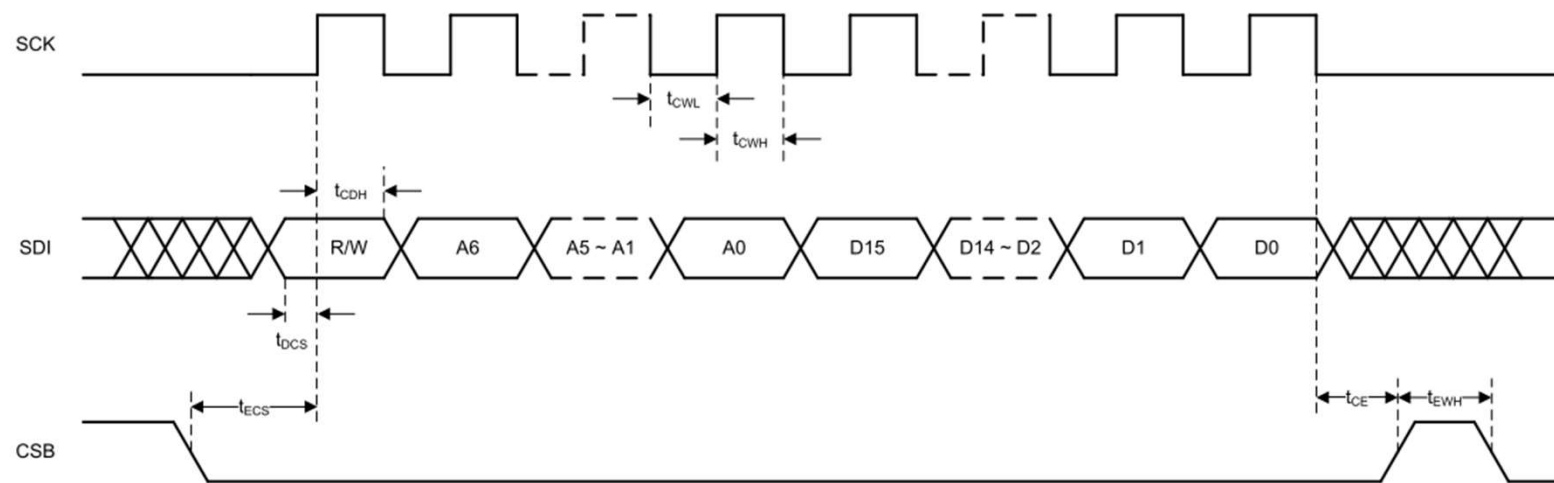 SCK
tCWL
tCWH
tCDH
SDI
R/W A6 A5 ~ A1 A0 D15 D14 ~ D2 D1 D0
tDCS
tECS tCE tEWH
CSB